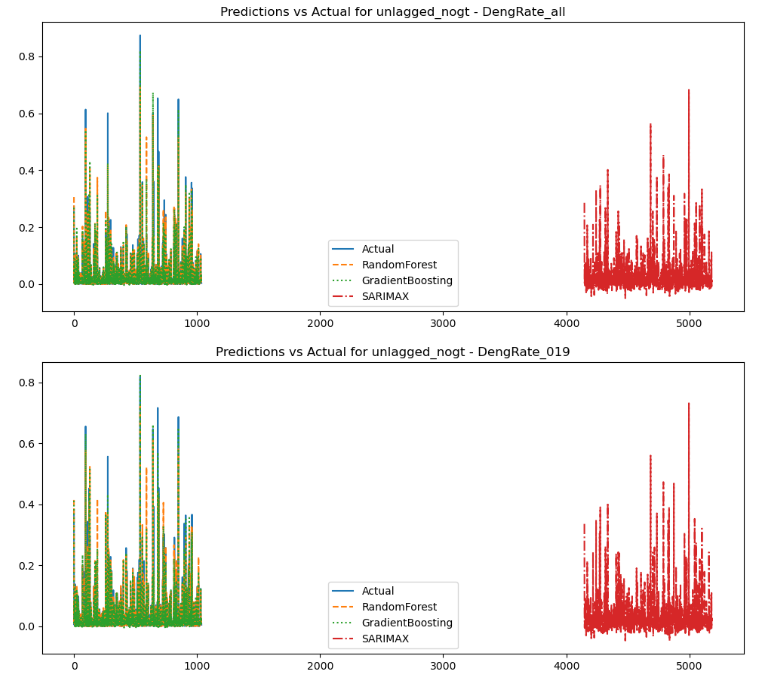 Predictions vs Actual for unlagged_nogt - DengRate_all
0.8
0.6
0.4
0.2
0.0
Actual
RandomForest
GradientBoosting
SARIMAX
0 1000 2000 3000 4000 5000
Predictions vs Actual for unlagged_nogt - DengRate_019
0.8
0.6
0.4
0.2
0.0
Actual
RandomForest
GradientBoosting
SARIMAX
0 1000 2000 3000 4000 5000